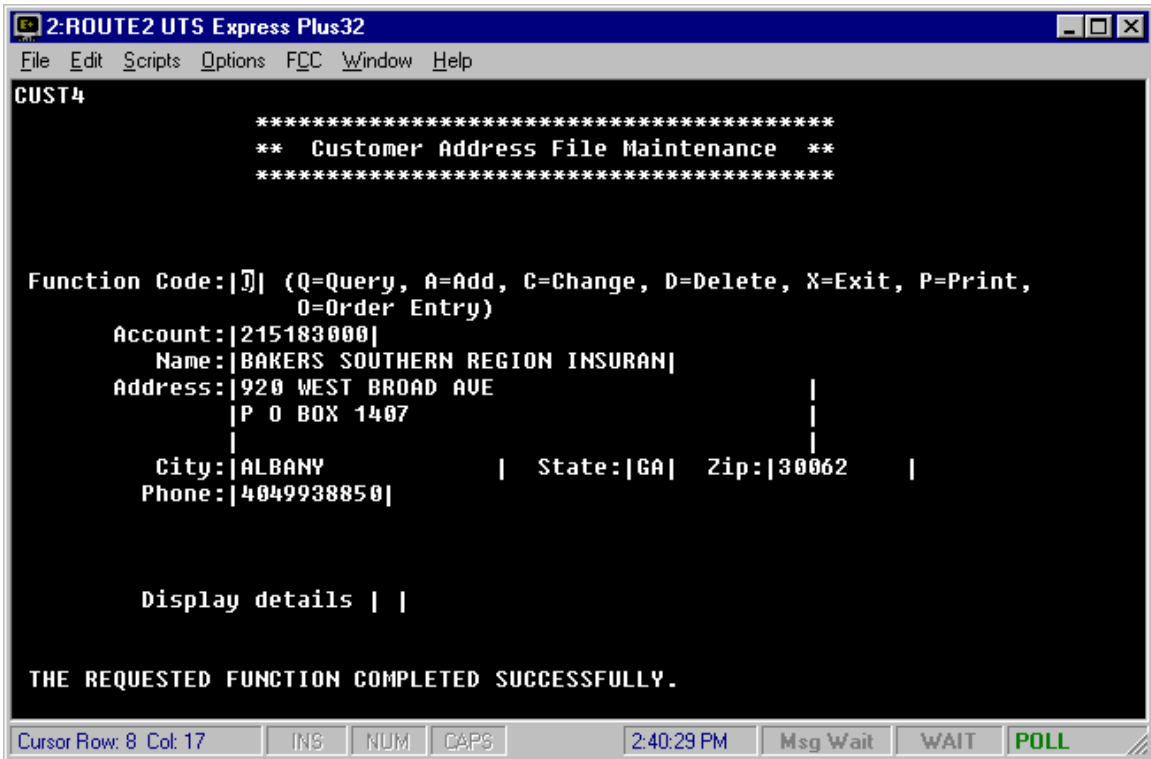 2:ROUTE2 UTS Express Plus32
File Edit Scripts Options FCC Window Help
CUST4
*****************************************
** Customer Address File Maintenance **
*****************************************
Function Code:| | (Q=Query, A=Add, C=Change, D=Delete, X=Exit, P=Print,
O=Order Entry)
Account:|215183000|
Name:|BAKERS SOUTHERN REGION INSURAN|
Address:|920 WEST BROAD AVE |
|P O BOX 1407 |
| |
City:|ALBANY | State:|GA| Zip:|30062 |
Phone:|4049938850|
Display details | |
THE REQUESTED FUNCTION COMPLETED SUCCESSFULLY.
Cursor Row: 8 Col: 17 INS NUM CAPS 2:40:29 PM Msg Wait WAIT POLL